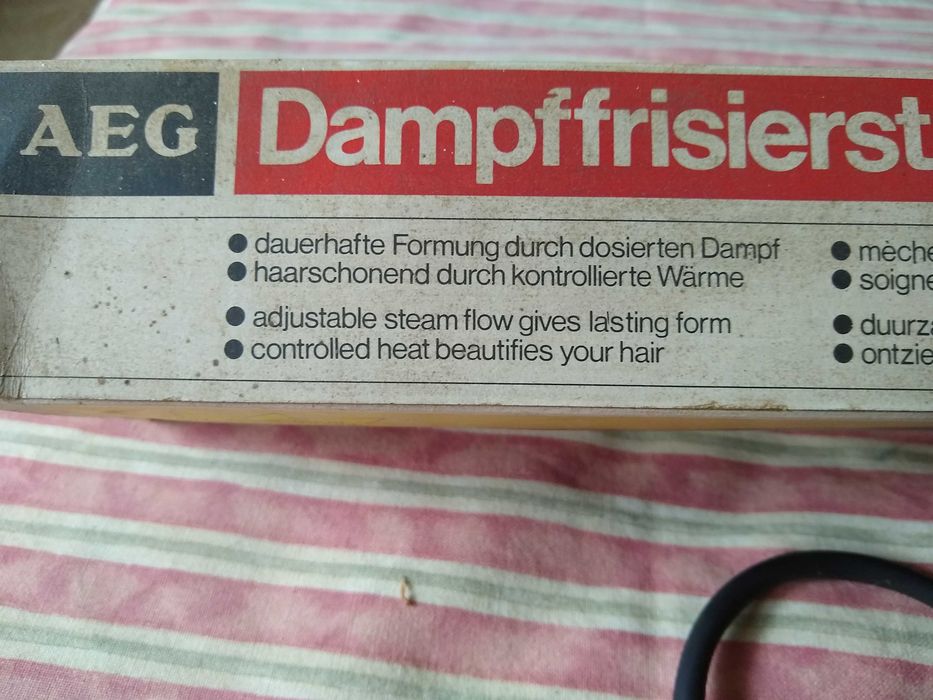 AEG Dampffrisierst
● dauerhafte Formung durch dosierten Dampf
● haarschonend durch kontrollierte Wärme
● adjustable steam flow gives lasting form
● controlled heat beautifies your hair
● mèche
● soigne
● duurza
● ontzie